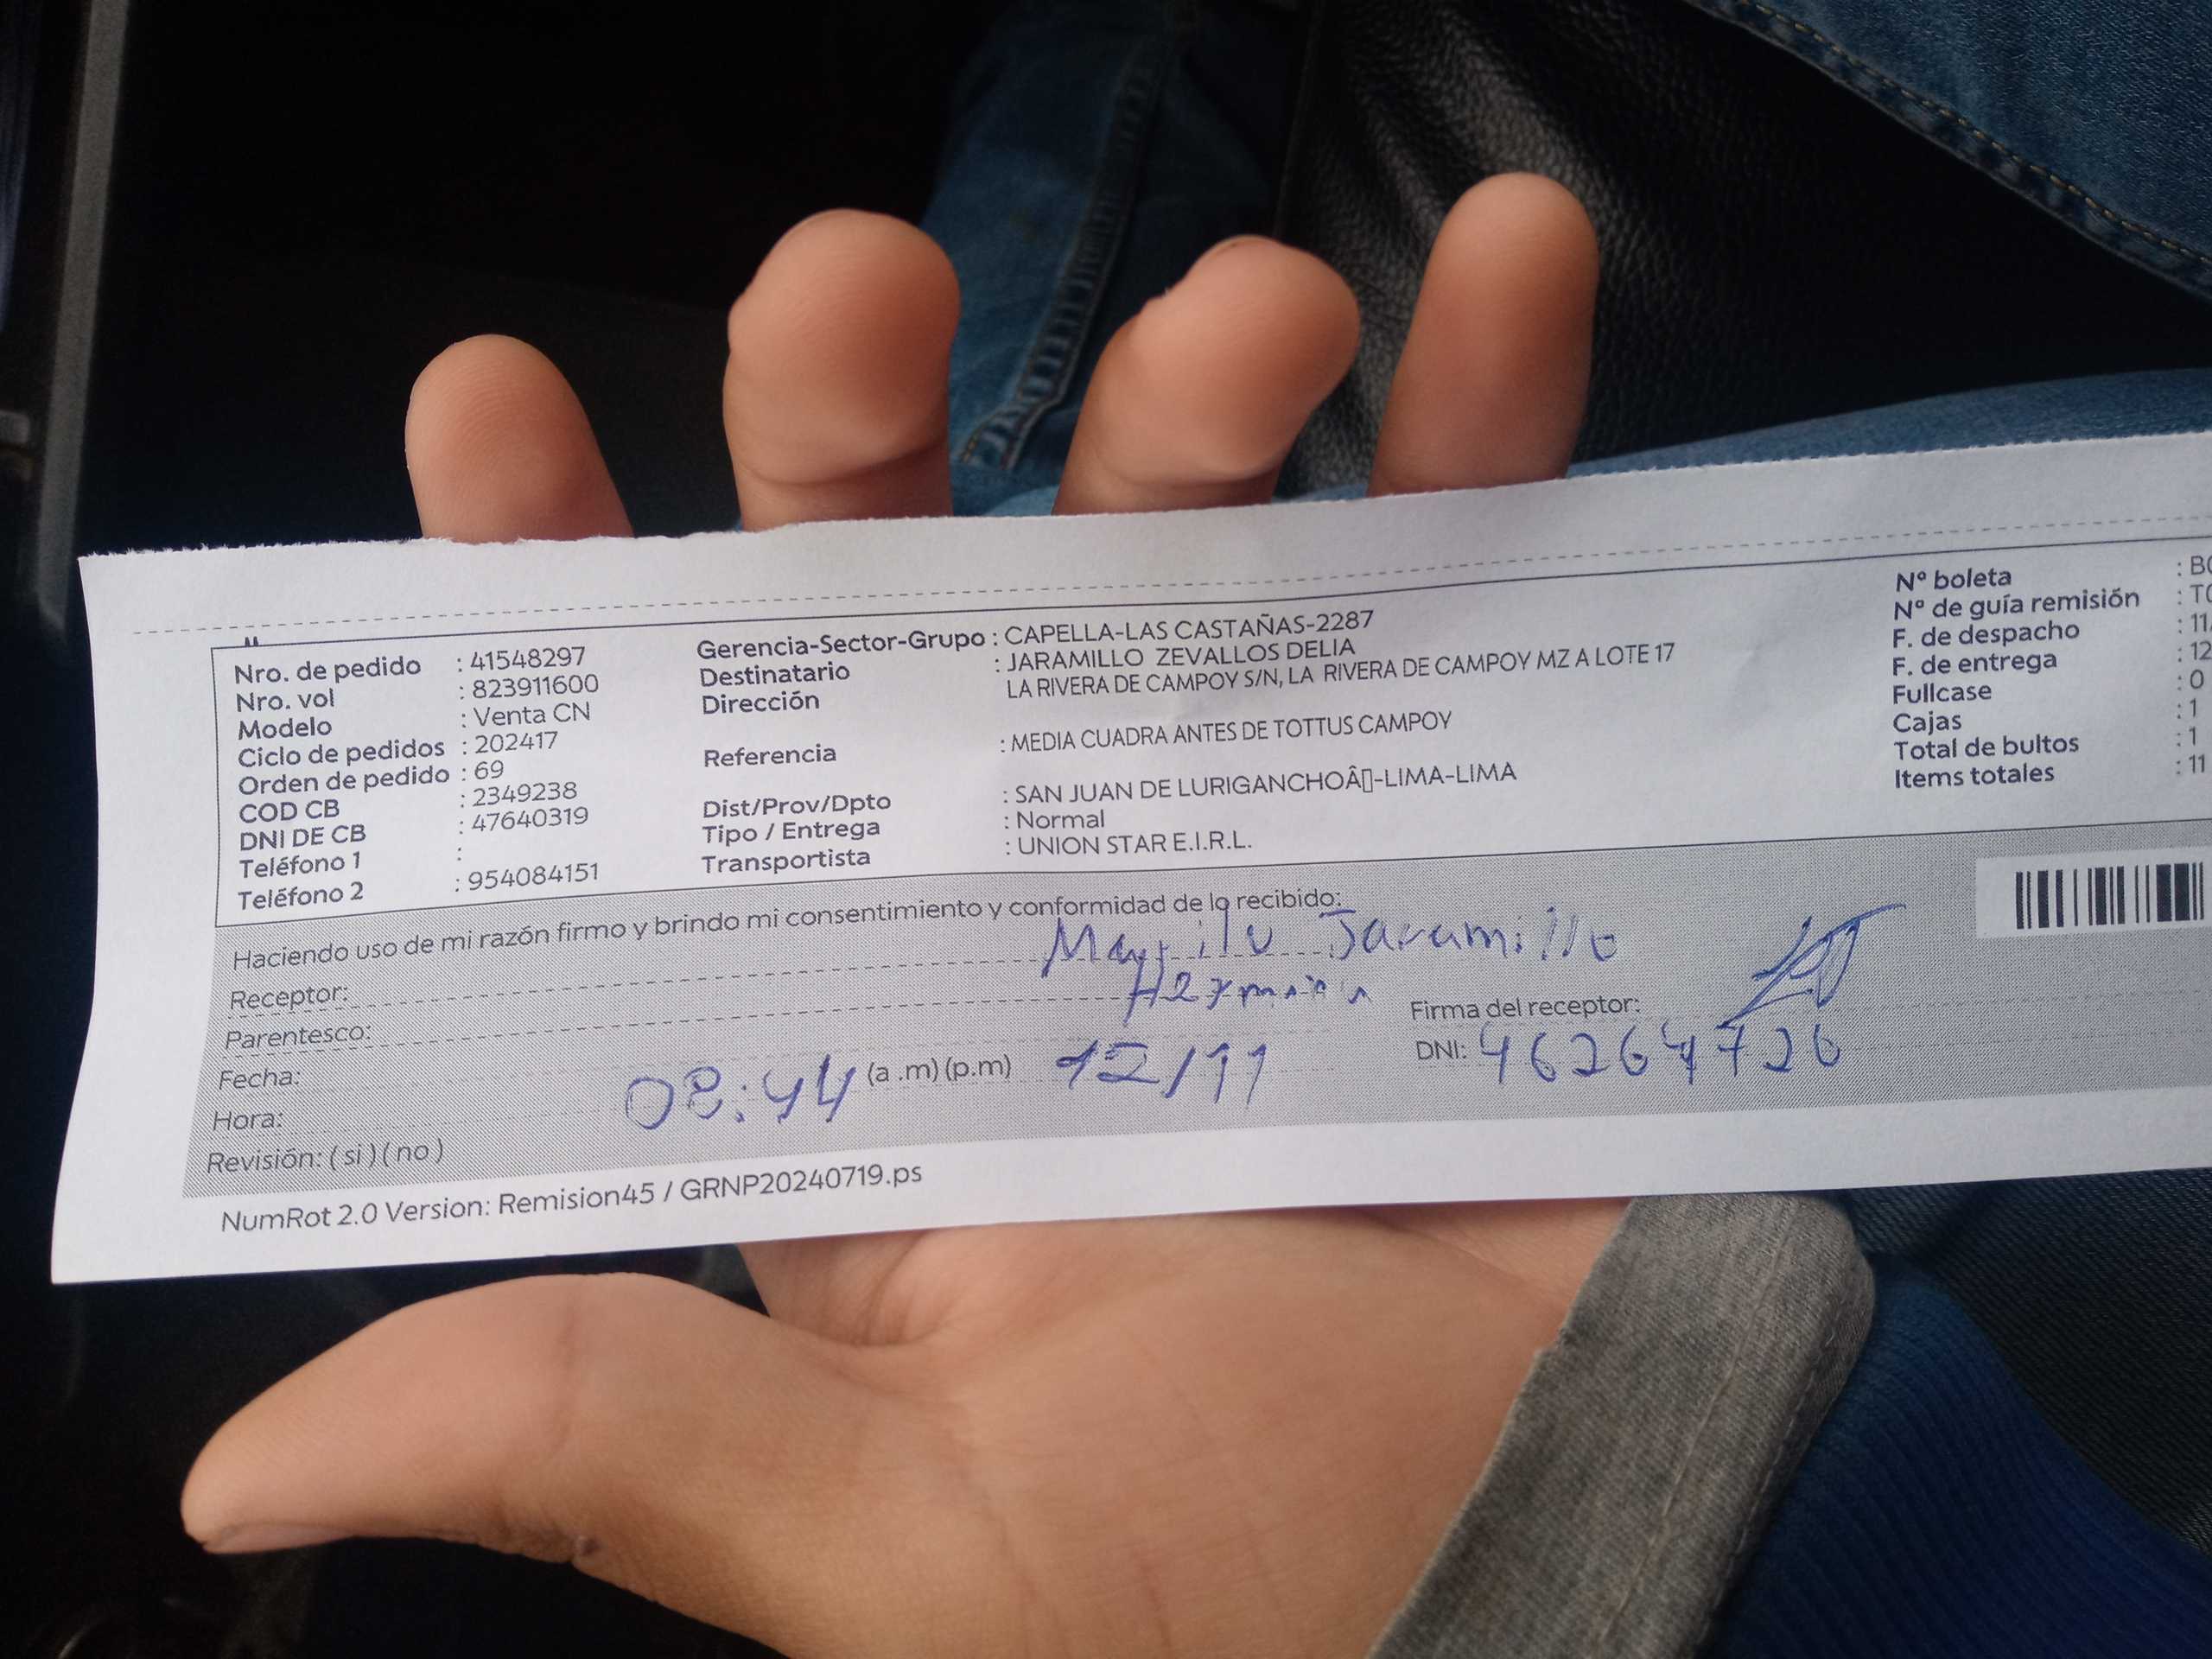 Nro. de pedido : 41548297
Nro. vol : 823911600
Modelo : Venta CN
Ciclo de pedidos : 202417
Orden de pedido : 69
COD CB : 2349238
DNI DE CB : 47640319
Teléfono 1 :
Teléfono 2 : 954084151
Gerencia-Sector-Grupo : CAPELLA-LAS CASTAÑAS-2287
Destinatario : JARAMILLO ZEVALLOS DELIA
Dirección LA RIVERA DE CAMPOY S/N, LA RIVERA DE CAMPOY MZ A LOTE 17
Referencia : MEDIA CUADRA ANTES DE TOTTUS CAMPOY
Dist/Prov/Dpto : SAN JUAN DE LURIGANCHOÂ▯-LIMA-LIMA
Tipo / Entrega : Normal
Transportista : UNION STAR E.I.R.L.
Nº boleta
Nº de guía remisión
F. de despacho : 11
F. de entrega : 12
Fullcase : 0
Cajas : 1
Total de bultos : 1
Items totales : 11
Haciendo uso de mi razón firmo y brindo mi consentimiento y conformidad de lo recibido:
Receptor: Jaramillo
Parentesco:
Firma del receptor:
Fecha:
DNI: 46264726
Hora: 08:44 (a .m) (p.m) 12/11
Revisión: ( si ) ( no )
NumRot 2.0 Version: Remision45 / GRNP20240719.ps